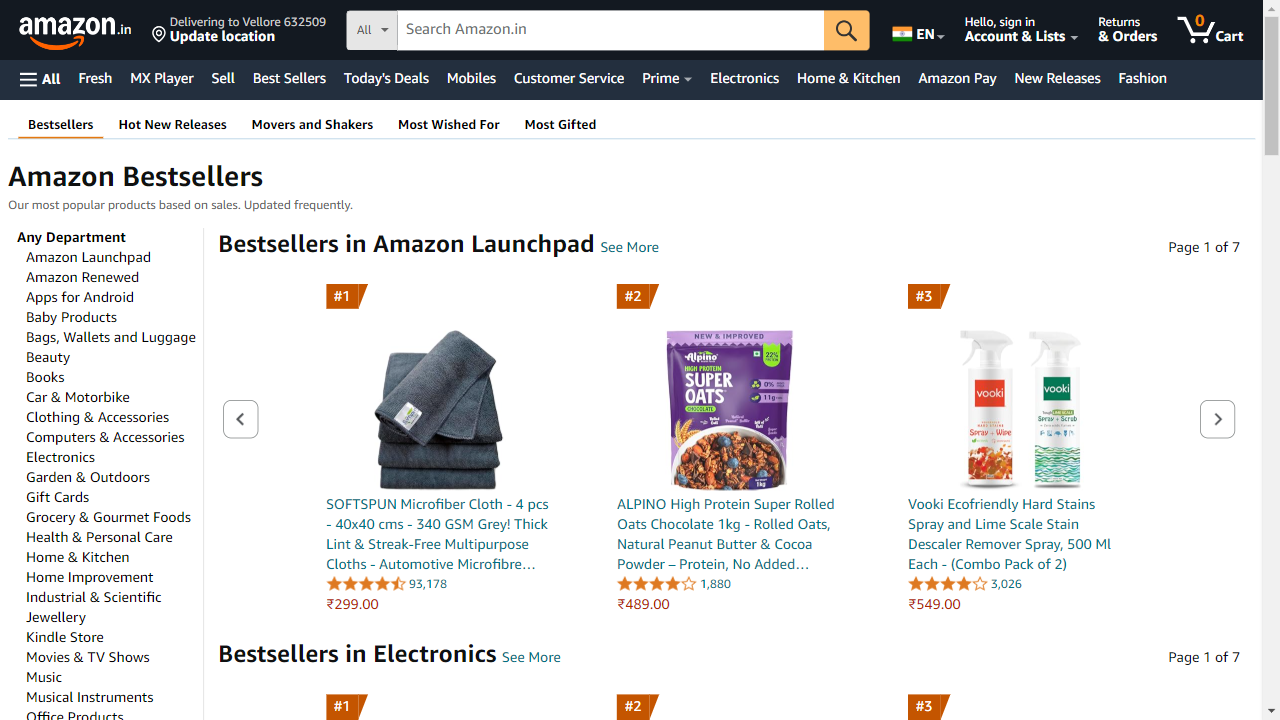 amazon.in
Delivering to Vellore 632509
Update location
All
Search Amazon.in
EN
Hello, sign in
Account & Lists
Returns
& Orders
0
Cart
All
Fresh
MX Player
Sell
Best Sellers
Today's Deals
Mobiles
Customer Service
Prime
Electronics
Home & Kitchen
Amazon Pay
New Releases
Fashion
Bestsellers
Hot New Releases
Movers and Shakers
Most Wished For
Most Gifted
Amazon Bestsellers
Our most popular products based on sales. Updated frequently.
Any Department
Amazon Launchpad
Amazon Renewed
Apps for Android
Baby Products
Bags, Wallets and Luggage
Beauty
Books
Car & Motorbike
Clothing & Accessories
Computers & Accessories
Electronics
Garden & Outdoors
Gift Cards
Grocery & Gourmet Foods
Health & Personal Care
Home & Kitchen
Home Improvement
Industrial & Scientific
Jewellery
Kindle Store
Movies & TV Shows
Music
Musical Instruments
Office Products
Bestsellers in Amazon Launchpad See More
Page 1 of 7
#1
SOFTSPUN Microfiber Cloth - 4 pcs
- 40x40 cms - 340 GSM Grey! Thick
Lint & Streak-Free Multipurpose
Cloths - Automotive Microfibre…
93,178
₹299.00
#2
NEW & IMPROVED
Alpino
22%
HIGH PROTEIN
SUPER
OATS
CHOCOLATE
0%
11g
1kg
ALPINO High Protein Super Rolled
Oats Chocolate 1kg - Rolled Oats,
Natural Peanut Butter & Cocoa
Powder – Protein, No Added…
1,880
₹489.00
#3
vooki
Spray + Wipe
vooki
Spray + Scrub
Vooki Ecofriendly Hard Stains
Spray and Lime Scale Stain
Descaler Remover Spray, 500 Ml
Each - (Combo Pack of 2)
3,026
₹549.00
Bestsellers in Electronics See More
Page 1 of 7
#1
#2
#3